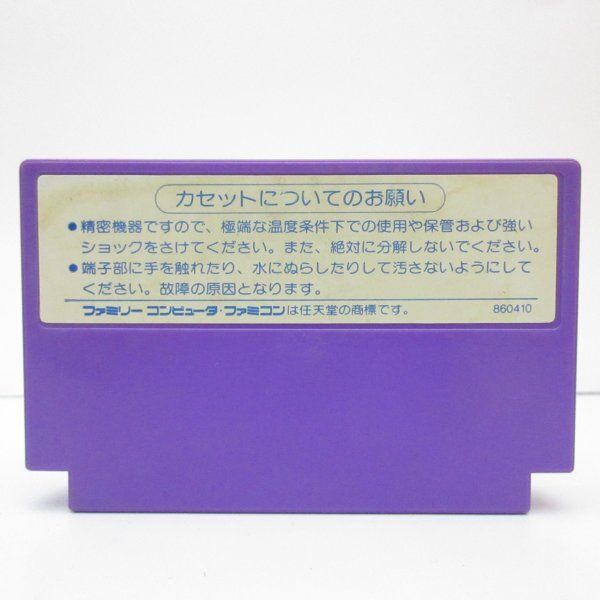 カセットについてのお願い
●精密機器ですので、極端な温度条件下での使用や保管および強い
ショックをさけてください。また、絶対に分解しないでください。
●端子部に手を触れたり、水にぬらしたりして汚さないようにして
ください。故障の原因となります。
ファミリー コンピュータ・ファミコンは任天堂の商標です。 860410